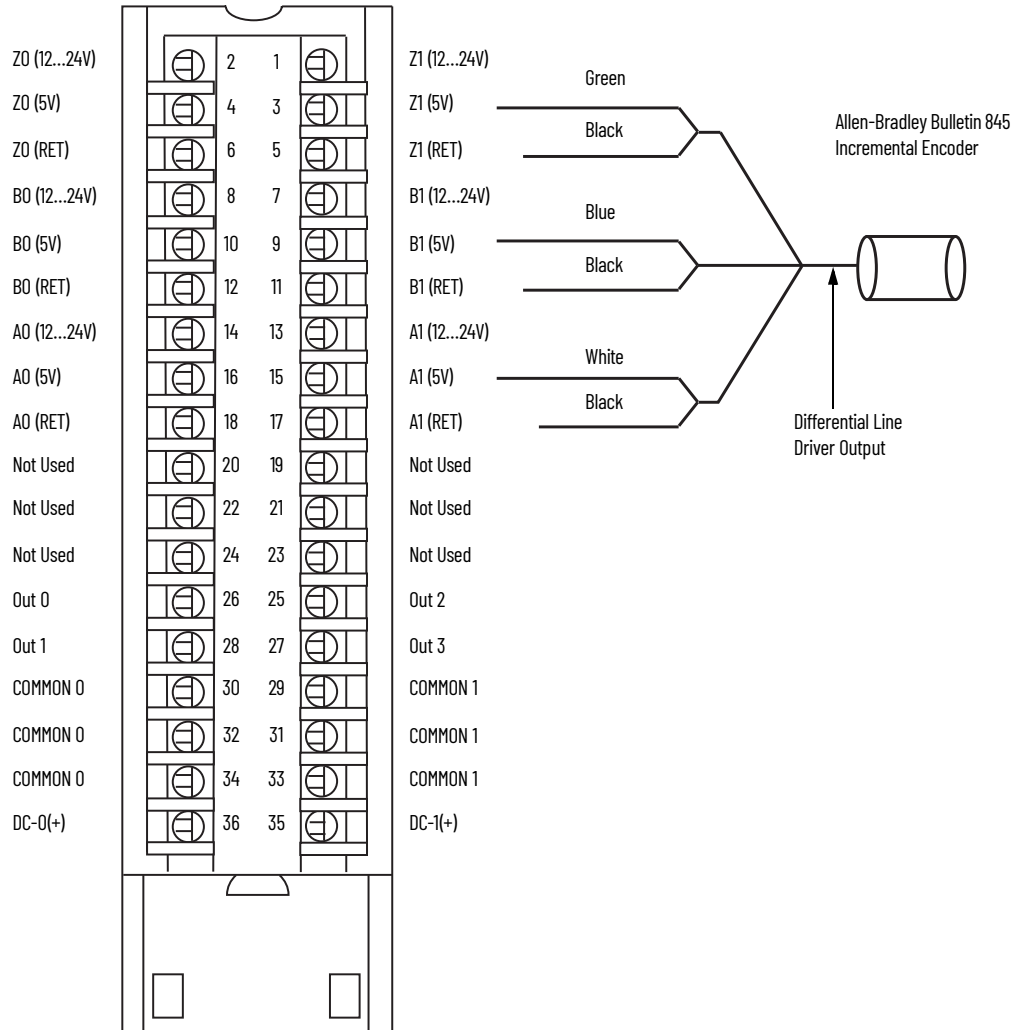 Z0 (12...24V) 2 1 Z1 (12...24V)
Green
Z0 (5V) 4 3 Z1 (5V)
Black
Allen-Bradley Bulletin 845
Incremental Encoder
Z0 (RET) 6 5 Z1 (RET)
B0 (12...24V) 8 7 B1 (12...24V)
Blue
B0 (5V) 10 9 B1 (5V)
Black
B0 (RET) 12 11 B1 (RET)
A0 (12...24V) 14 13 A1 (12...24V)
White
A0 (5V) 16 15 A1 (5V)
Black
A0 (RET) 18 17 A1 (RET)
Differential Line
Driver Output
Not Used 20 19 Not Used
Not Used 22 21 Not Used
Not Used 24 23 Not Used
Out 0 26 25 Out 2
Out 1 28 27 Out 3
COMMON 0 30 29 COMMON 1
COMMON 0 32 31 COMMON 1
COMMON 0 34 33 COMMON 1
DC-0(+) 36 35 DC-1(+)